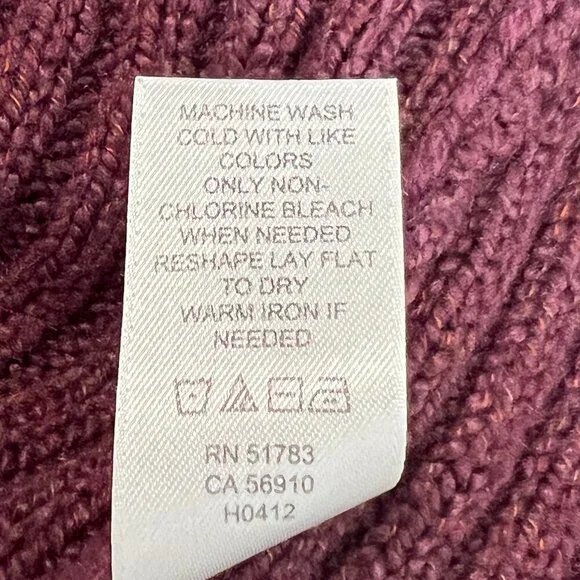 MACHINE WASH
COLD WITH LIKE
COLORS
ONLY NON-
CHLORINE BLEACH
WHEN NEEDED
RESHAPE LAY FLAT
TO DRY
WARM IRON IF
NEEDED
RN 51783
CA 56910
H0412